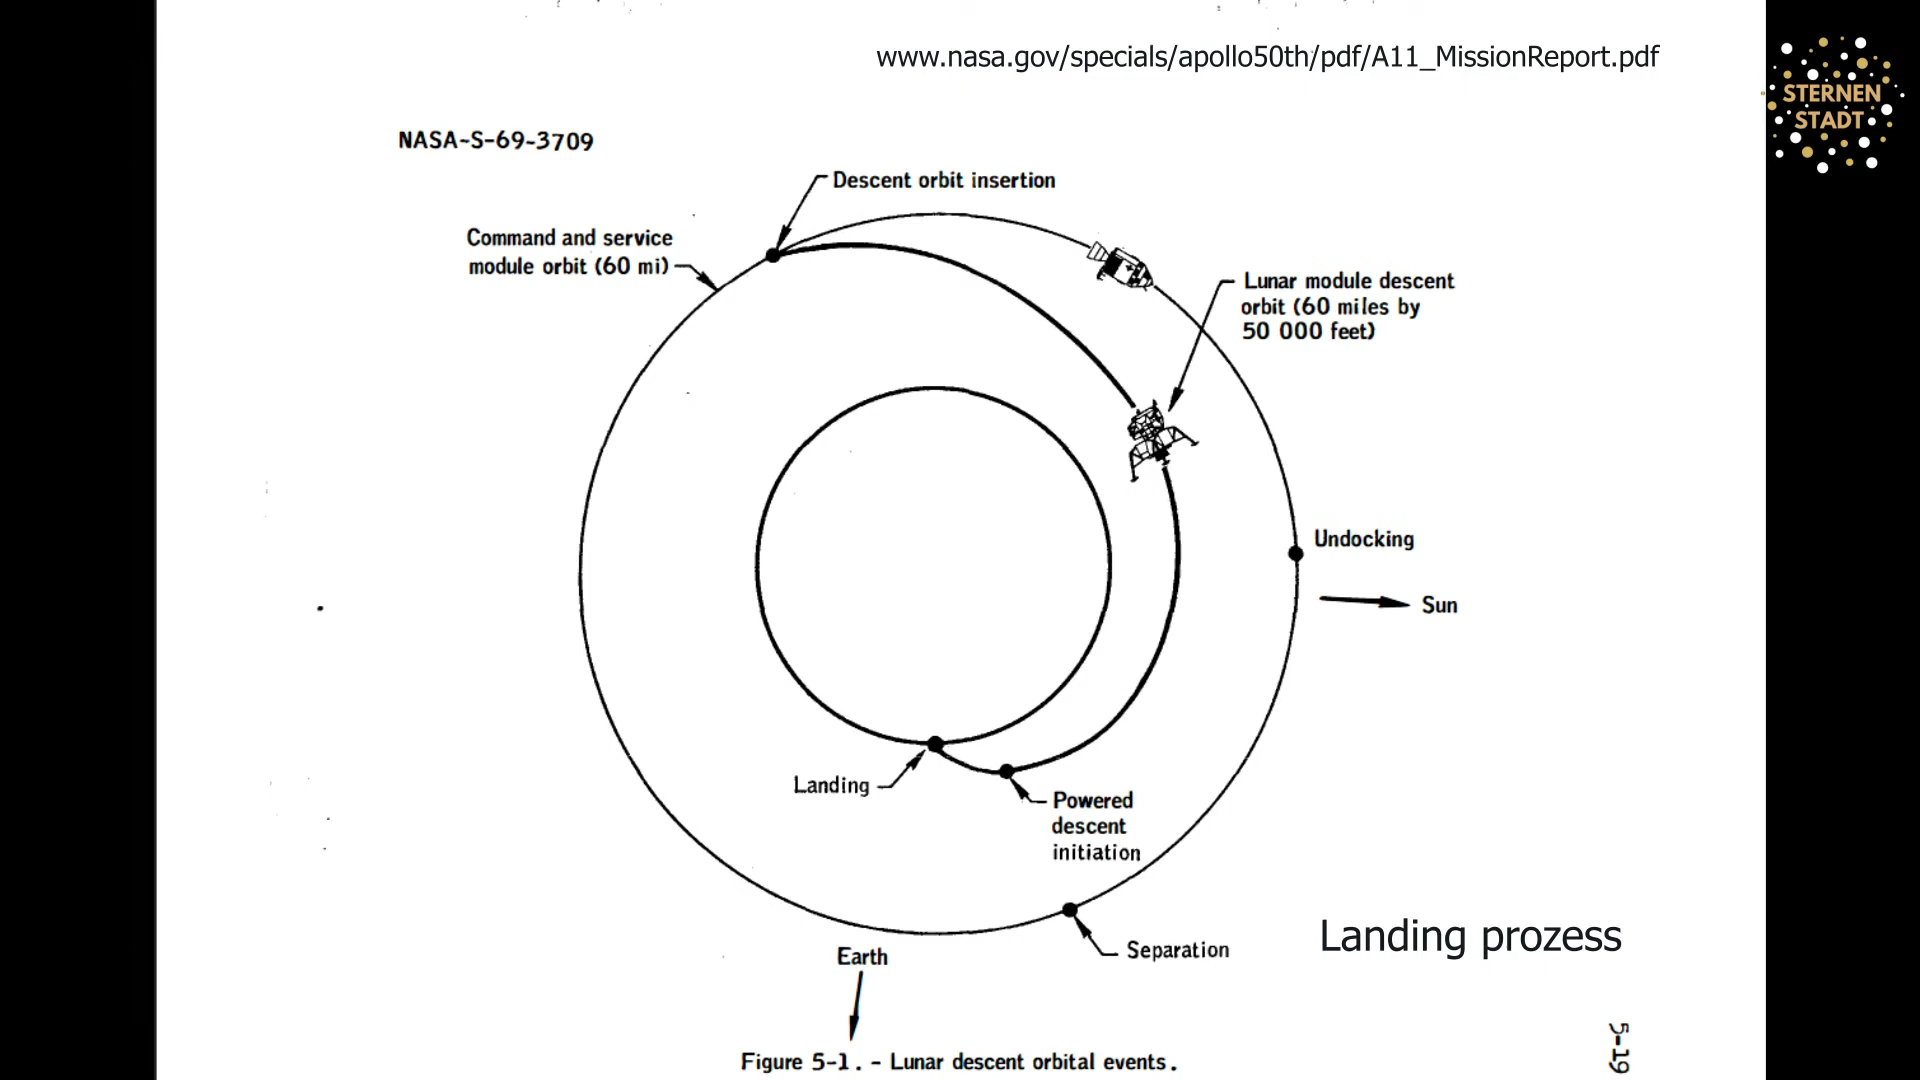 www.nasa.gov/specials/apollo50th/pdf/A11_MissionReport.pdf
STERNEN
STADT
NASA-S-69-3709
Descent orbit insertion
Command and service
module orbit (60 mi)
Lunar module descent
orbit (60 miles by
50 000 feet)
Undocking
Sun
Landing
Powered
descent
initiation
Separation
Landing prozess
Earth
5-19
Figure 5-1. - Lunar descent orbital events.